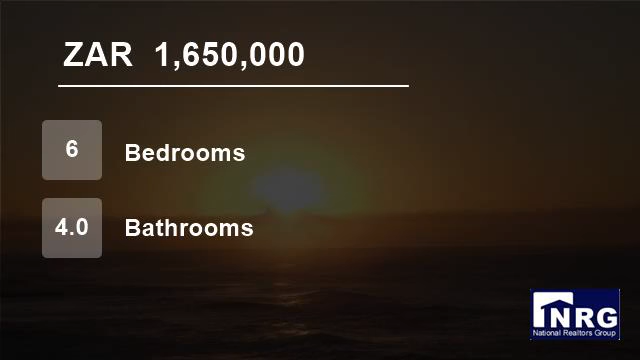 ZAR 1,650,000
6 Bedrooms
4.0 Bathrooms
NRG
National Realtors Group